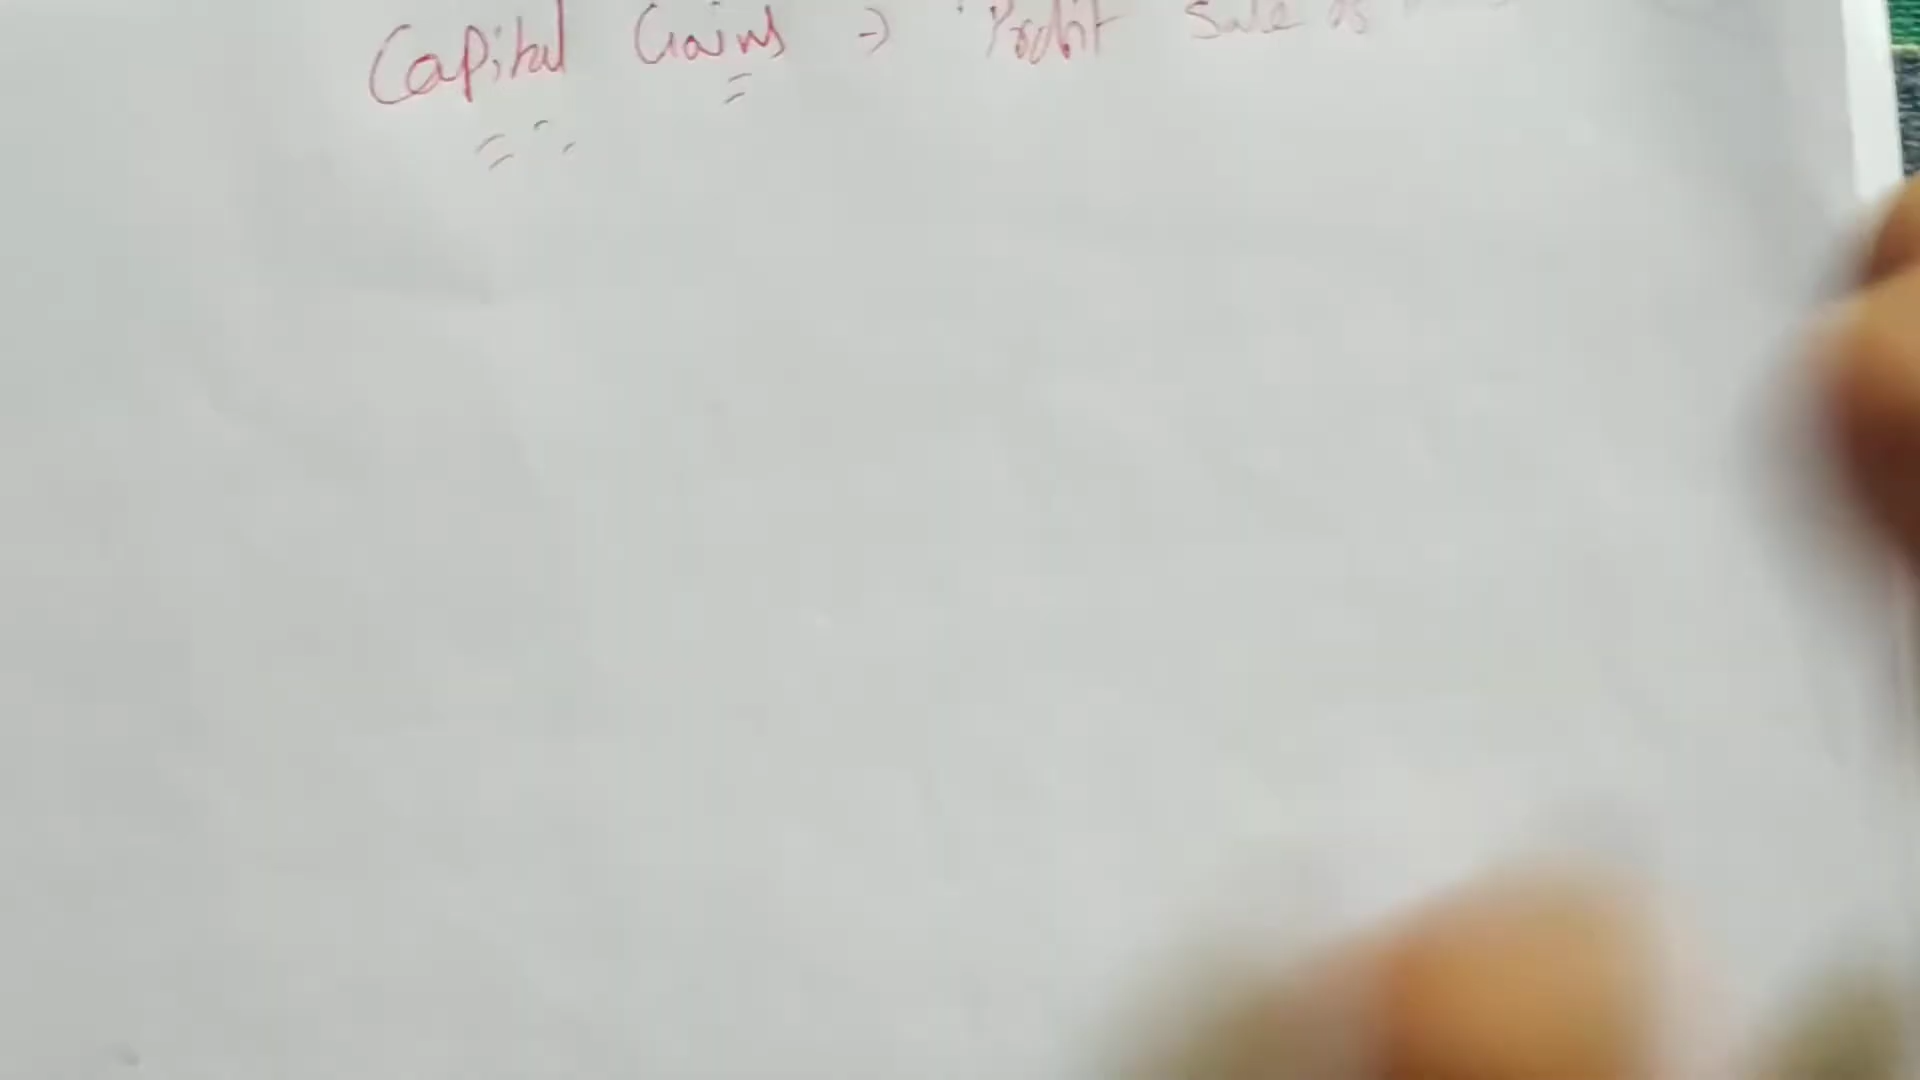 Capital Gains → Profit Sale of